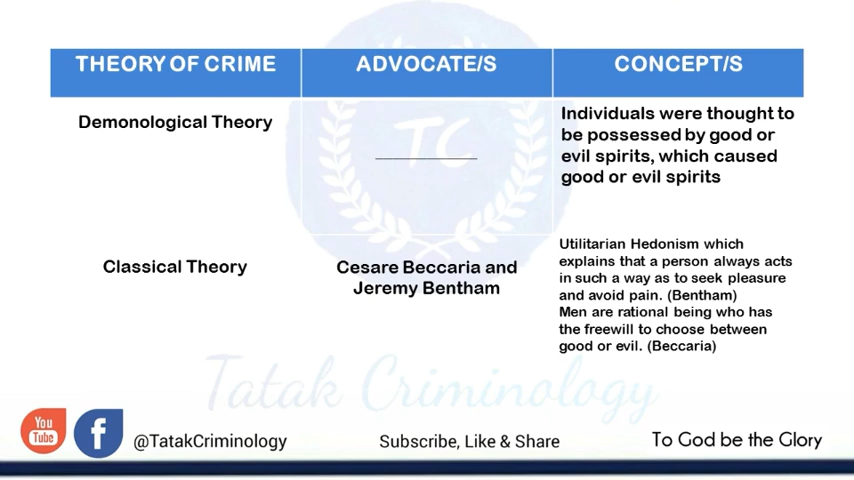 THEORY OF CRIME
ADVOCATE/S
CONCEPT/S
Demonological Theory
Individuals were thought to
be possessed by good or
evil spirits, which caused
good or evil spirits
TC
Classical Theory
Cesare Beccaria and
Jeremy Bentham
Utilitarian Hedonism which
explains that a person always acts
in such a way as to seek pleasure
and avoid pain. (Bentham)
Men are rational being who has
the freewill to choose between
good or evil. (Beccaria)
Tatak Criminology
You
Tube
f
@TatakCriminology
Subscribe, Like & Share
To God be the Glory